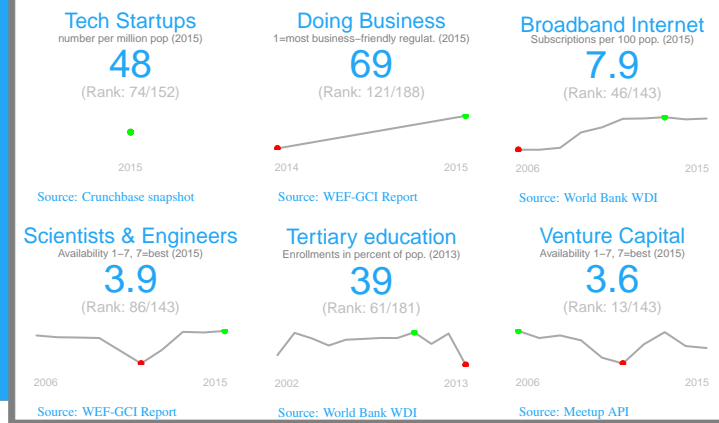 Tech Startups
number per million pop (2015)
48
(Rank: 74/152)
2015
Source: Crunchbase snapshot
Doing Business
1=most business−friendly regulat. (2015)
69
(Rank: 121/188)
2014 2015
Source: WEF-GCI Report
Broadband Internet
Subscriptions per 100 pop. (2015)
7.9
(Rank: 46/143)
2006 2015
Source: World Bank WDI
Scientists & Engineers
Availability 1−7, 7=best (2015)
3.9
(Rank: 86/143)
2006 2015
Source: WEF-GCI Report
Tertiary education
Enrollments in percent of pop. (2013)
39
(Rank: 61/181)
2002 2013
Source: World Bank WDI
Venture Capital
Availability 1−7, 7=best (2015)
3.6
(Rank: 13/143)
2006 2015
Source: Meetup API